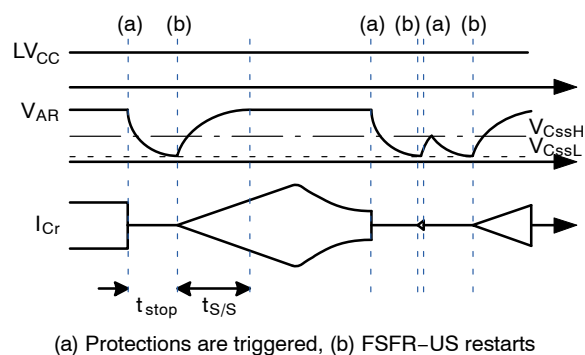 (a) (b) (a) (b) (a) (b)
LVCC
VAR
VCssH
VCssL
ICr
tstop tS/S
(a) Protections are triggered, (b) FSFR−US restarts